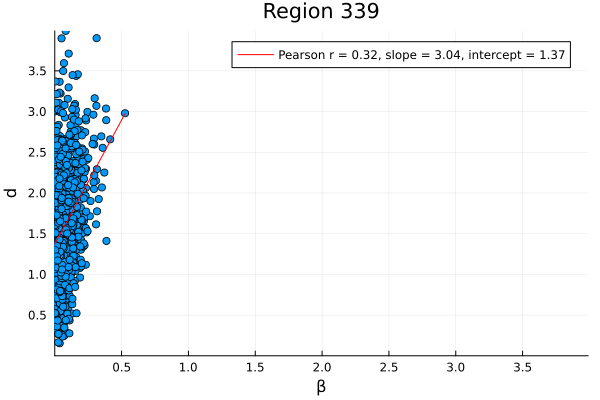 Region 339
Pearson r = 0.32, slope = 3.04, intercept = 1.37
d
3.5
3.0
2.5
2.0
1.5
1.0
0.5
0.5 1.0 1.5 2.0 2.5 3.0 3.5
β